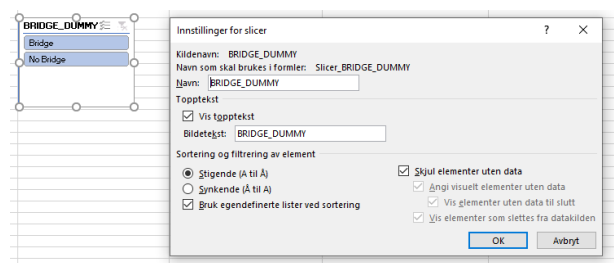 BRIDGE_DUMMY
Bridge
No Bridge
Innstillinger for slicer
Kildenavn: BRIDGE_DUMMY
Navn som skal brukes i formler: Slicer_BRIDGE_DUMMY
Navn: BRIDGE_DUMMY
Topptekst
Vis topptekst
Bildetekst: BRIDGE_DUMMY
Sortering og filtrering av element
Stigende (A til Å)
Synkende (Å til A)
Bruk egendefinerte lister ved sortering
Skjul elementer uten data
Angi visuelt elementer uten data
Vis elementer uten data til slutt
Vis elementer som slettes fra datakilden
OK Avbryt